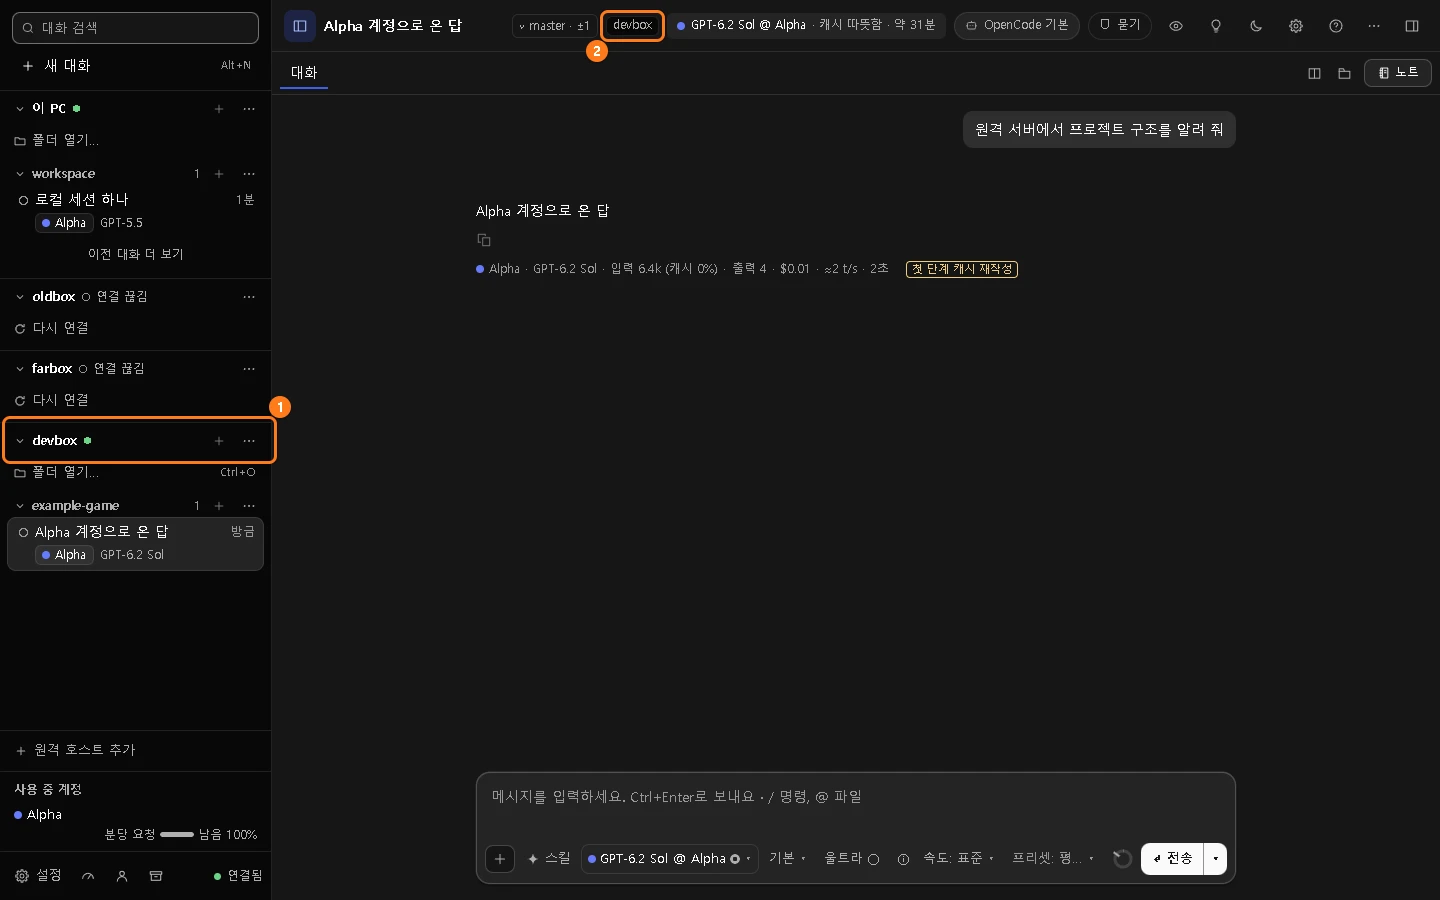 대화 검색
새 대화 Alt+N
이 PC
폴더 열기...
workspace 1
로컬 세션 하나 1분
Alpha GPT-5.5
이전 대화 더 보기
oldbox 연결 끊김
다시 연결
farbox 연결 끊김
다시 연결
1
devbox
폴더 열기... Ctrl+O
example-game 1
Alpha 계정으로 온 답 방금
Alpha GPT-6.2 Sol
원격 호스트 추가
사용 중 계정
Alpha
분당 요청 남음 100%
설정 연결됨
Alpha 계정으로 온 답 master · ±1 devbox GPT-6.2 Sol @ Alpha · 캐시 따뜻함 · 약 31분 OpenCode 기본 묻기
2
대화 노트
원격 서버에서 프로젝트 구조를 알려 줘
Alpha 계정으로 온 답
Alpha · GPT-6.2 Sol · 입력 6.4k (캐시 0%) · 출력 4 · $0.01 · ≈2 t/s · 2초 첫 단계 캐시 재작성
메시지를 입력하세요. Ctrl+Enter로 보내요 · / 명령, @ 파일
스킬 GPT-6.2 Sol @ Alpha 기본 울트라 속도: 표준 프리셋: 평... 전송